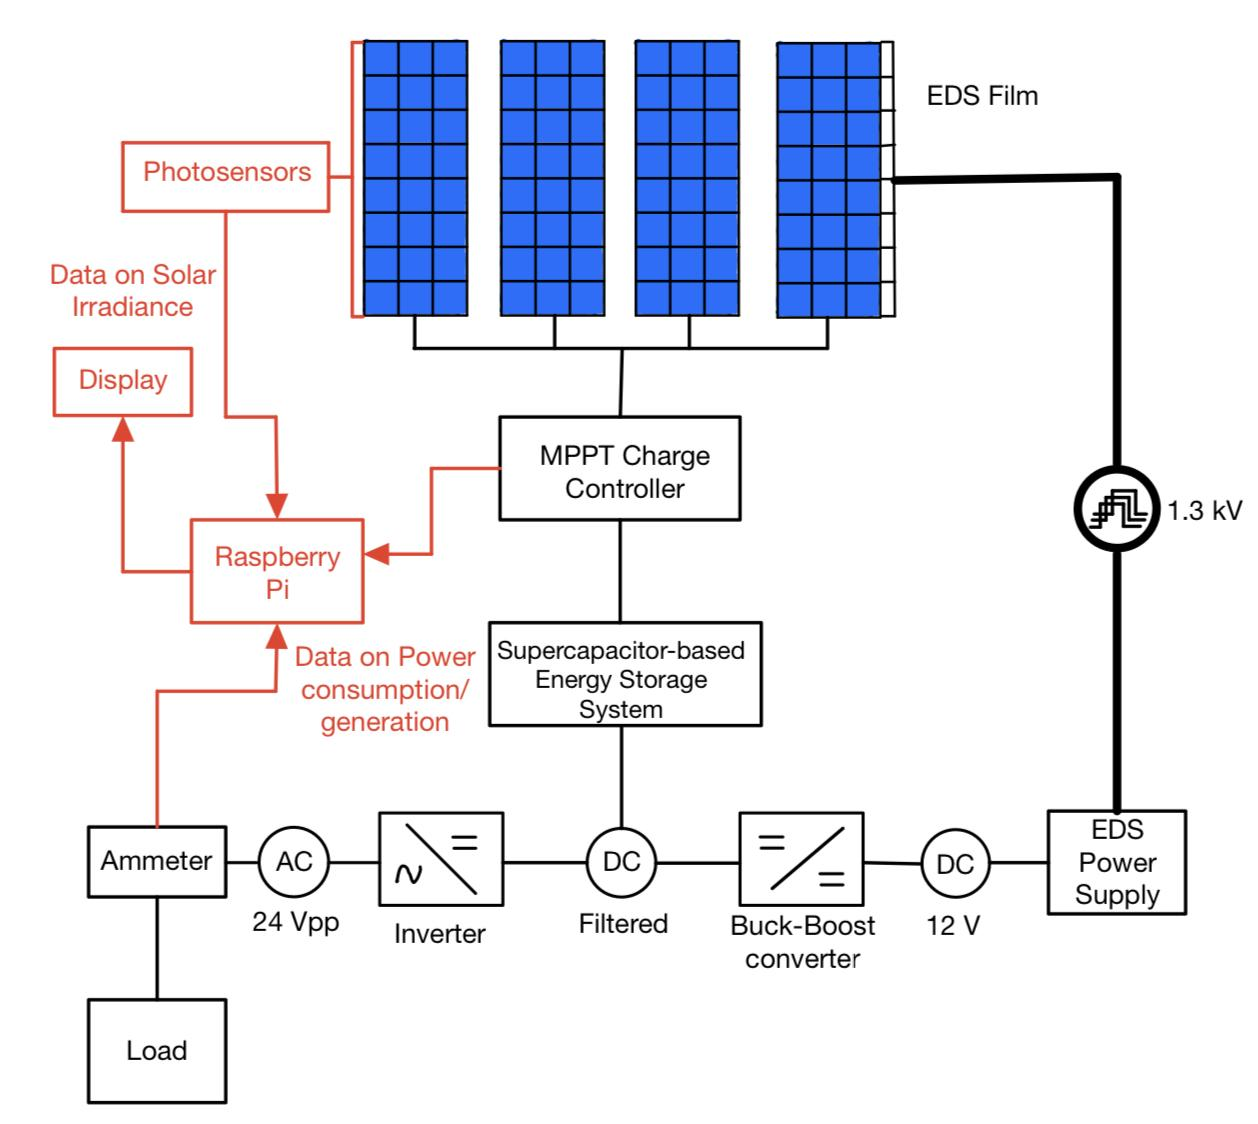 EDS Film
Photosensors
Data on Solar
Irradiance
Display
MPPT Charge
Controller
1.3 kV
Raspberry
Pi
Data on Power
consumption/
generation
Supercapacitor-based
Energy Storage
System
Ammeter
AC
24 Vpp
Inverter
DC
Filtered
Buck-Boost
converter
DC
12 V
EDS
Power
Supply
Load